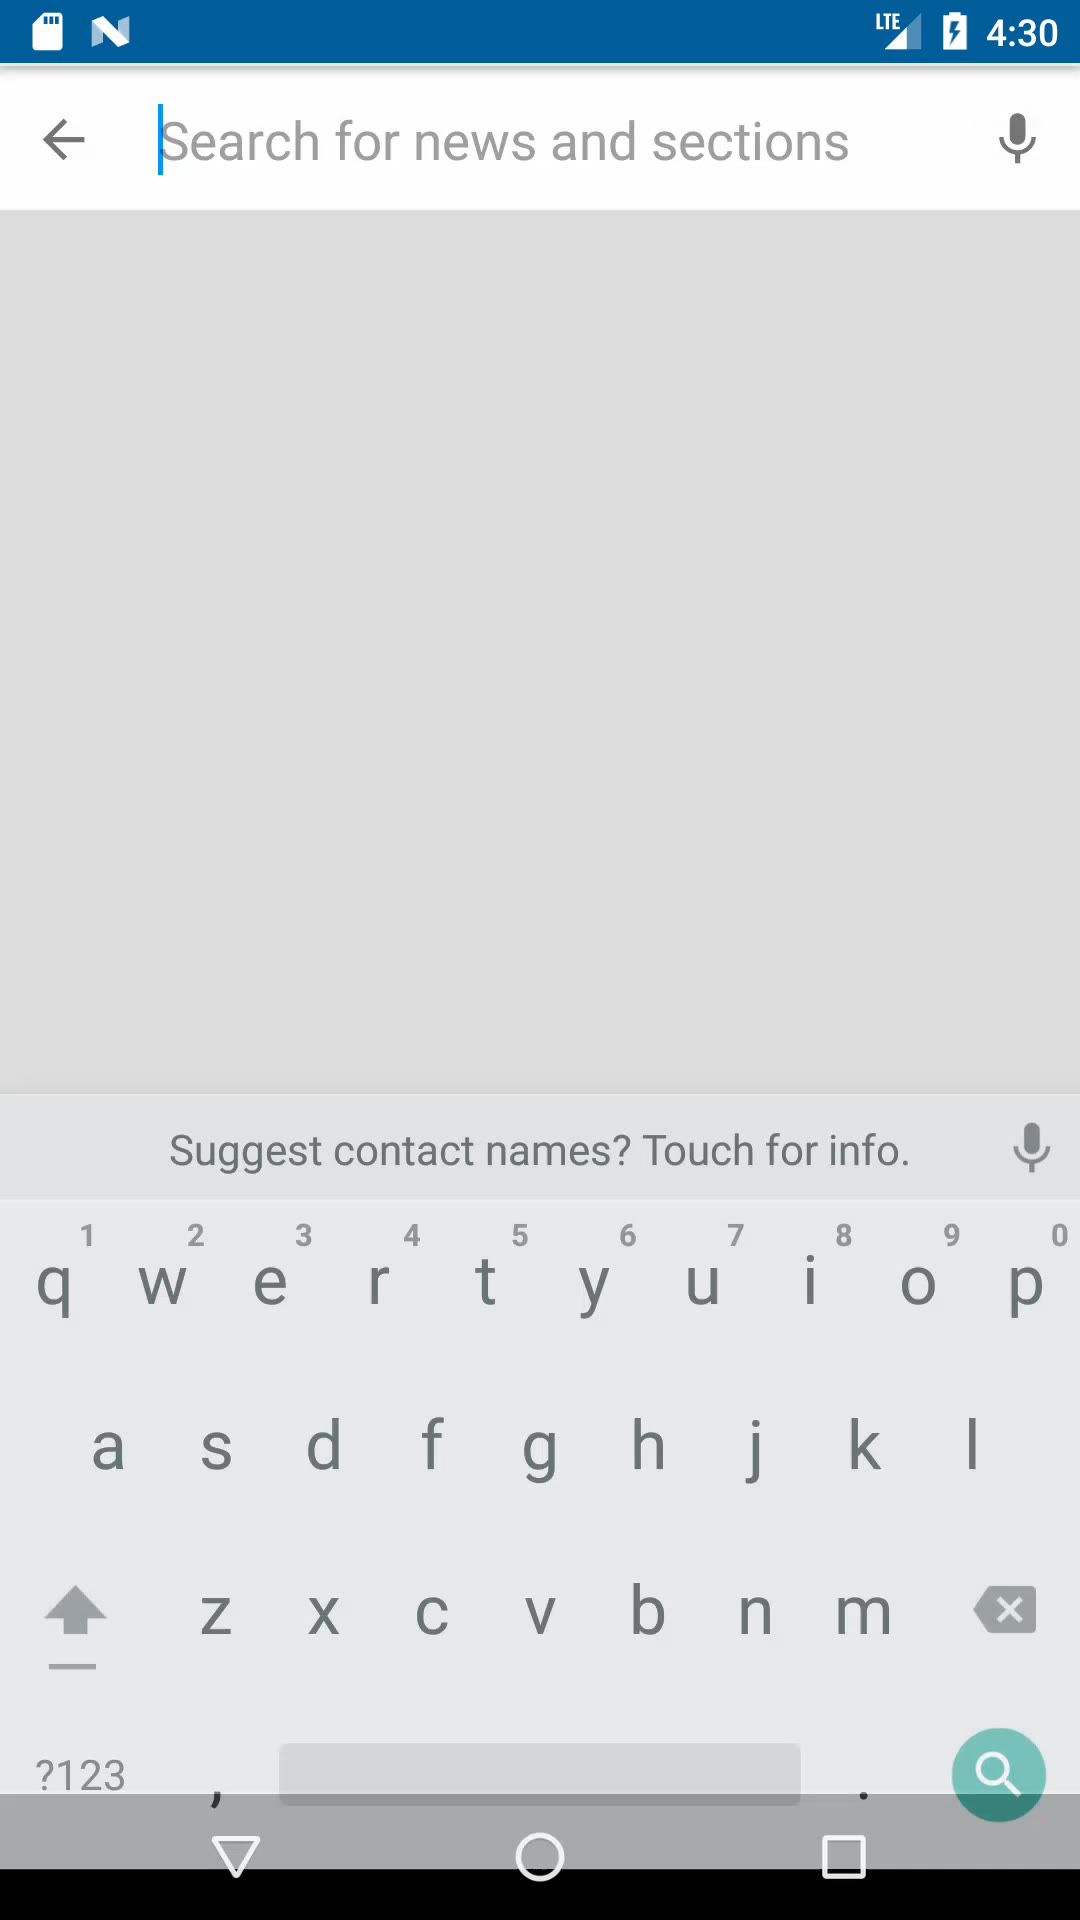 LTE 4:30
Search for news and sections
Suggest contact names? Touch for info.
1 2 3 4 5 6 7 8 9 0
q w e r t y u i o p
a s d f g h j k l
z x c v b n m
?123 , .